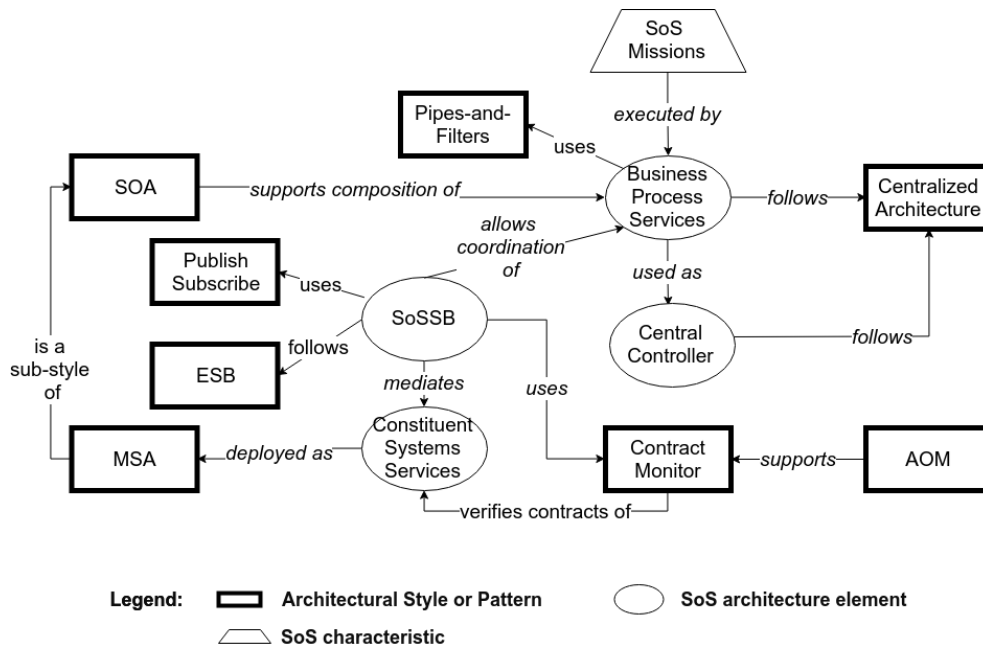 SoS
Missions
executed by
Pipes-and-
Filters
uses
Business
Process
Services
follows
Centralized
Architecture
SOA
supports composition of
allows
coordination
of
used as
Publish
Subscribe
uses
SoSSB
Central
Controller
follows
is a
sub-style
of
ESB
follows
mediates
uses
MSA
deployed as
Constituent
Systems
Services
Contract
Monitor
supports
AOM
verifies contracts of
Legend:
Architectural Style or Pattern
SoS architecture element
SoS characteristic